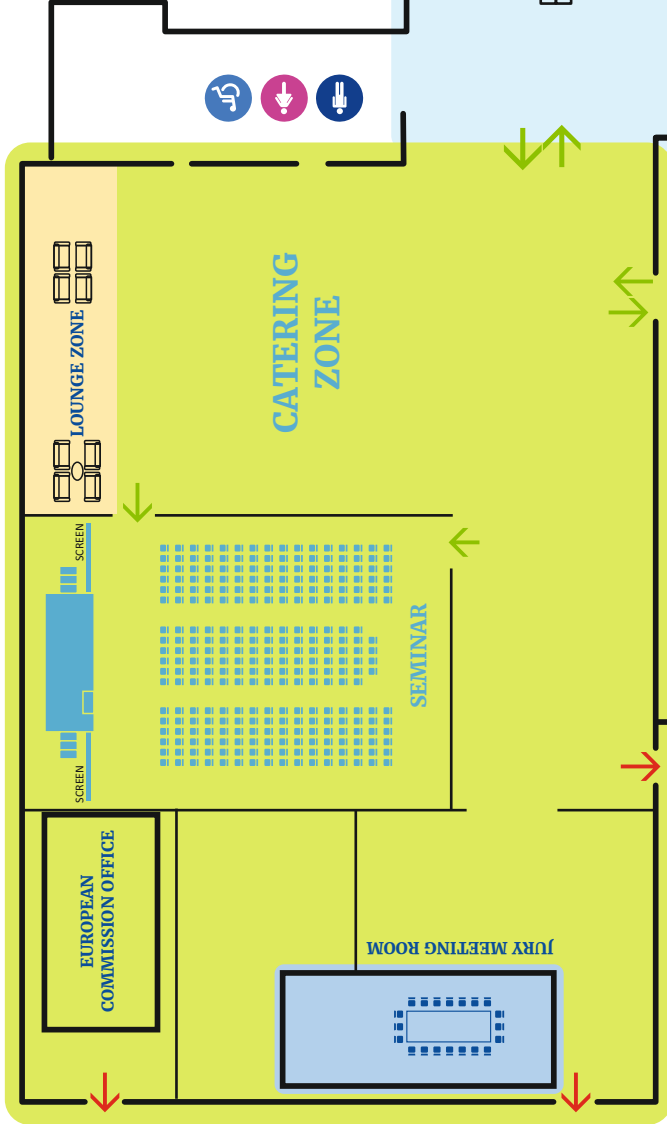 LOUNGE ZONE
CATERING
ZONE
SCREEN
SEMINAR
SCREEN
EUROPEAN
COMMISSION OFFICE
JURY MEETING ROOM